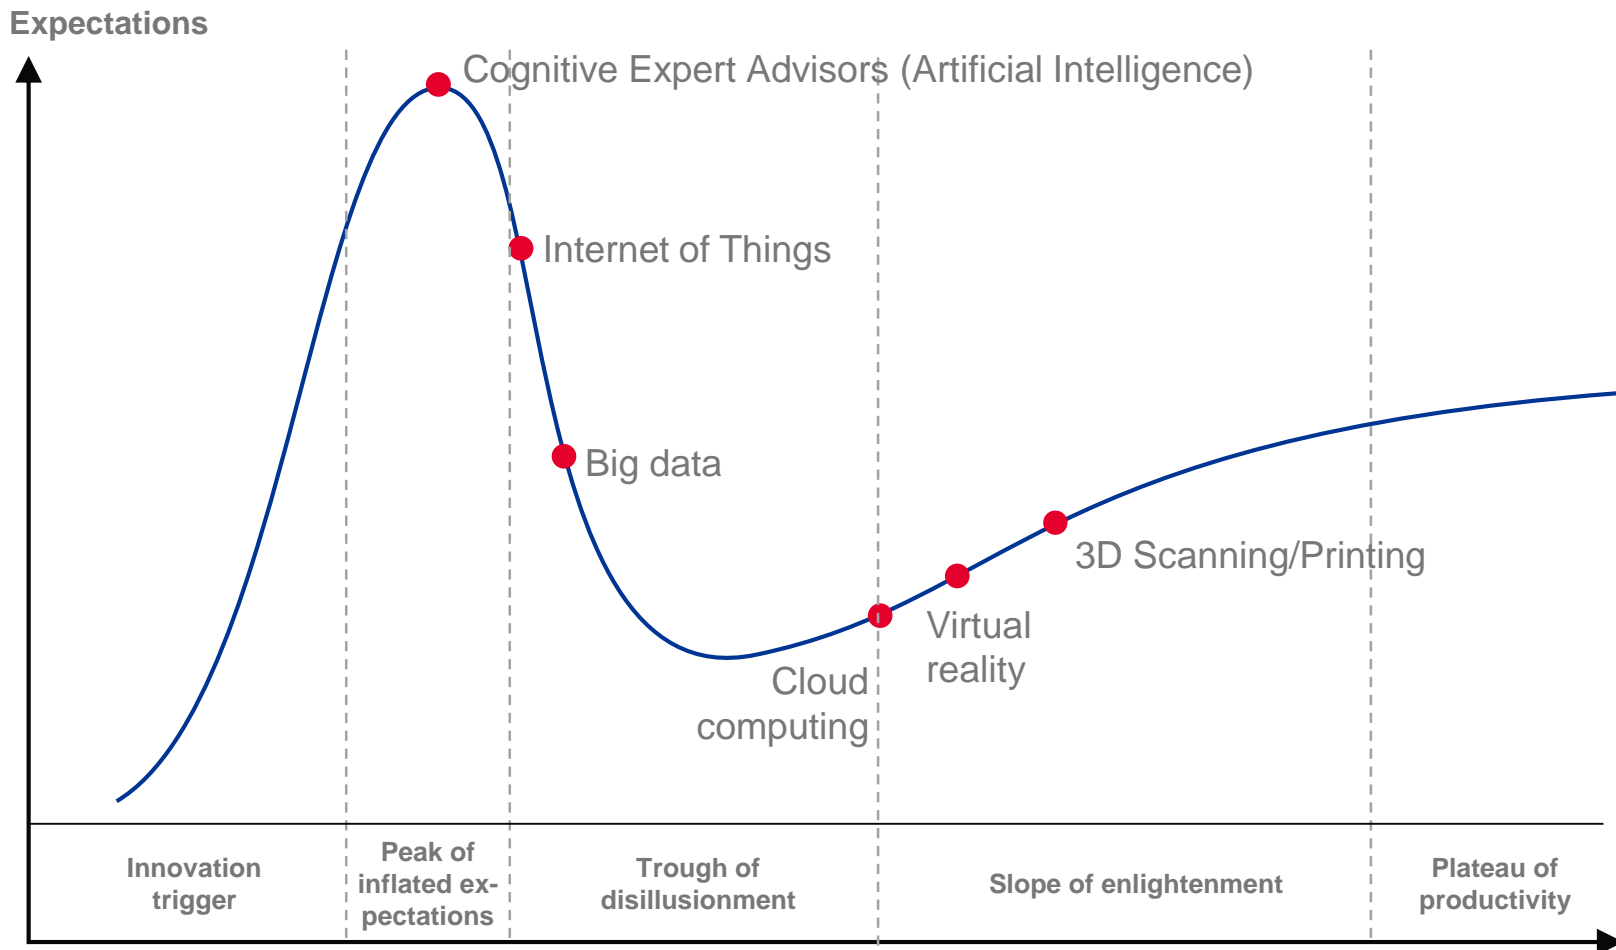 Expectations
Cognitive Expert Advisors (Artificial Intelligence)
Internet of Things
Big data
3D Scanning/Printing
Virtual
reality
Cloud
computing
Innovation
trigger
Peak of
inflated ex-
pectations
Trough of
disillusionment
Slope of enlightenment
Plateau of
productivity